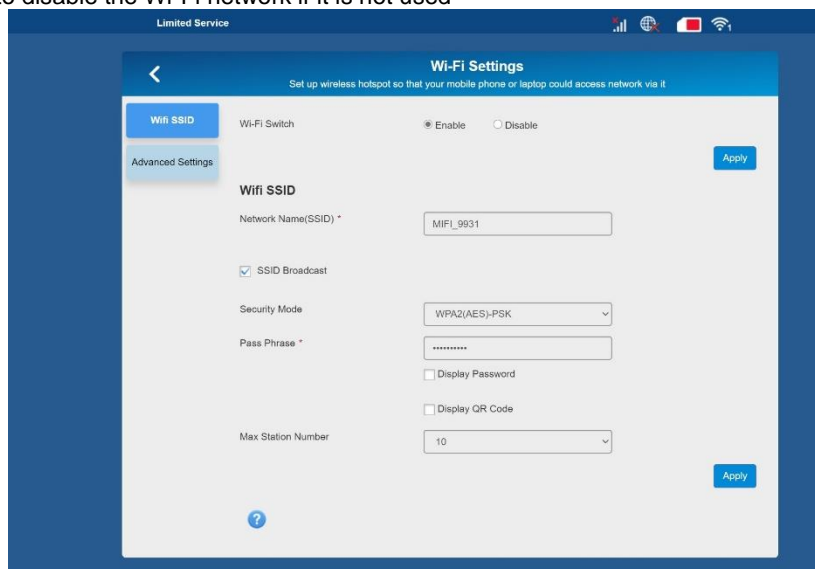 to disable the Wi-Fi network if it is not used
Limited Service
1
Wi-Fi Settings
Set up wireless hotspot so that your mobile phone or laptop could access network via it
Wifi SSID
Wi-Fi Switch
Enable
Disable
Advanced Settings
Apply
Wifi SSID
Network Name(SSID) *
MIFI_9931
SSID Broadcast
Security Mode
WPA2(AES)-PSK
Pass Phrase *
••••••••••
Display Password
Display QR Code
Max Station Number
10
Apply
?